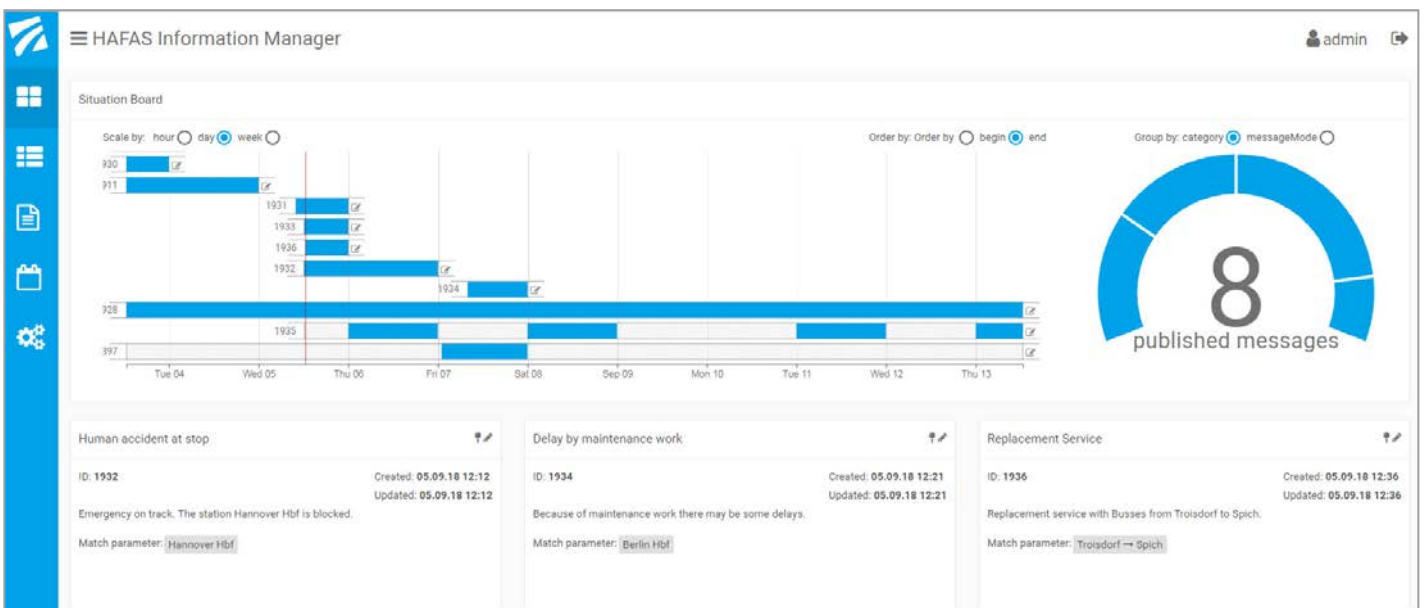 HAFAS Information Manager
admin
Situation Board
Scale by: hour day week
Order by: Order by begin end
Group by: category messageMode
930
911
1931
1933
1936
1932
1934
928
1935
397
Tue 04 Wed 05 Thu 06 Fri 07 Sat 08 Sep 09 Mon 10 Tue 11 Wed 12 Thu 13
8
published messages
Human accident at stop
ID: 1932
Created: 05.09.18 12:12
Updated: 05.09.18 12:12
Emergency on track. The station Hannover Hbf is blocked.
Match parameter: Hannover Hbf
Delay by maintenance work
ID: 1934
Created: 05.09.18 12:21
Updated: 05.09.18 12:21
Because of maintenance work there may be some delays.
Match parameter: Berlin Hbf
Replacement Service
ID: 1936
Created: 05.09.18 12:36
Updated: 05.09.18 12:36
Replacement service with Busses from Troisdorf to Spich.
Match parameter: Troisdorf → Spich